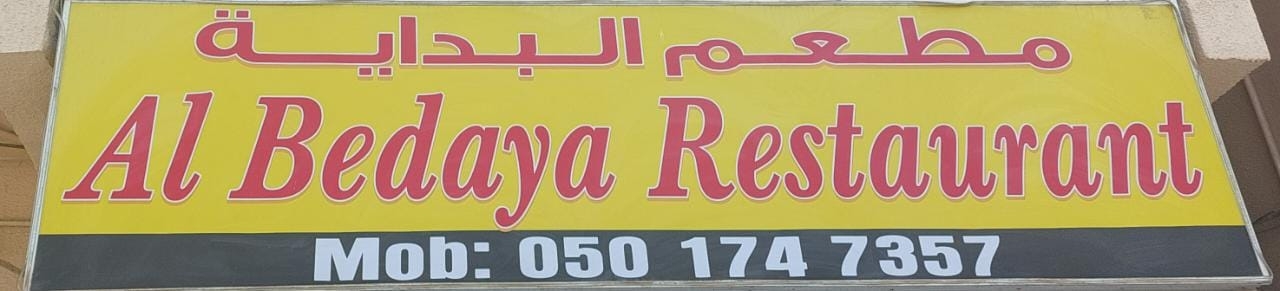 مطعم البداية
Al Bedaya Restaurant
Mob: 050 174 7357